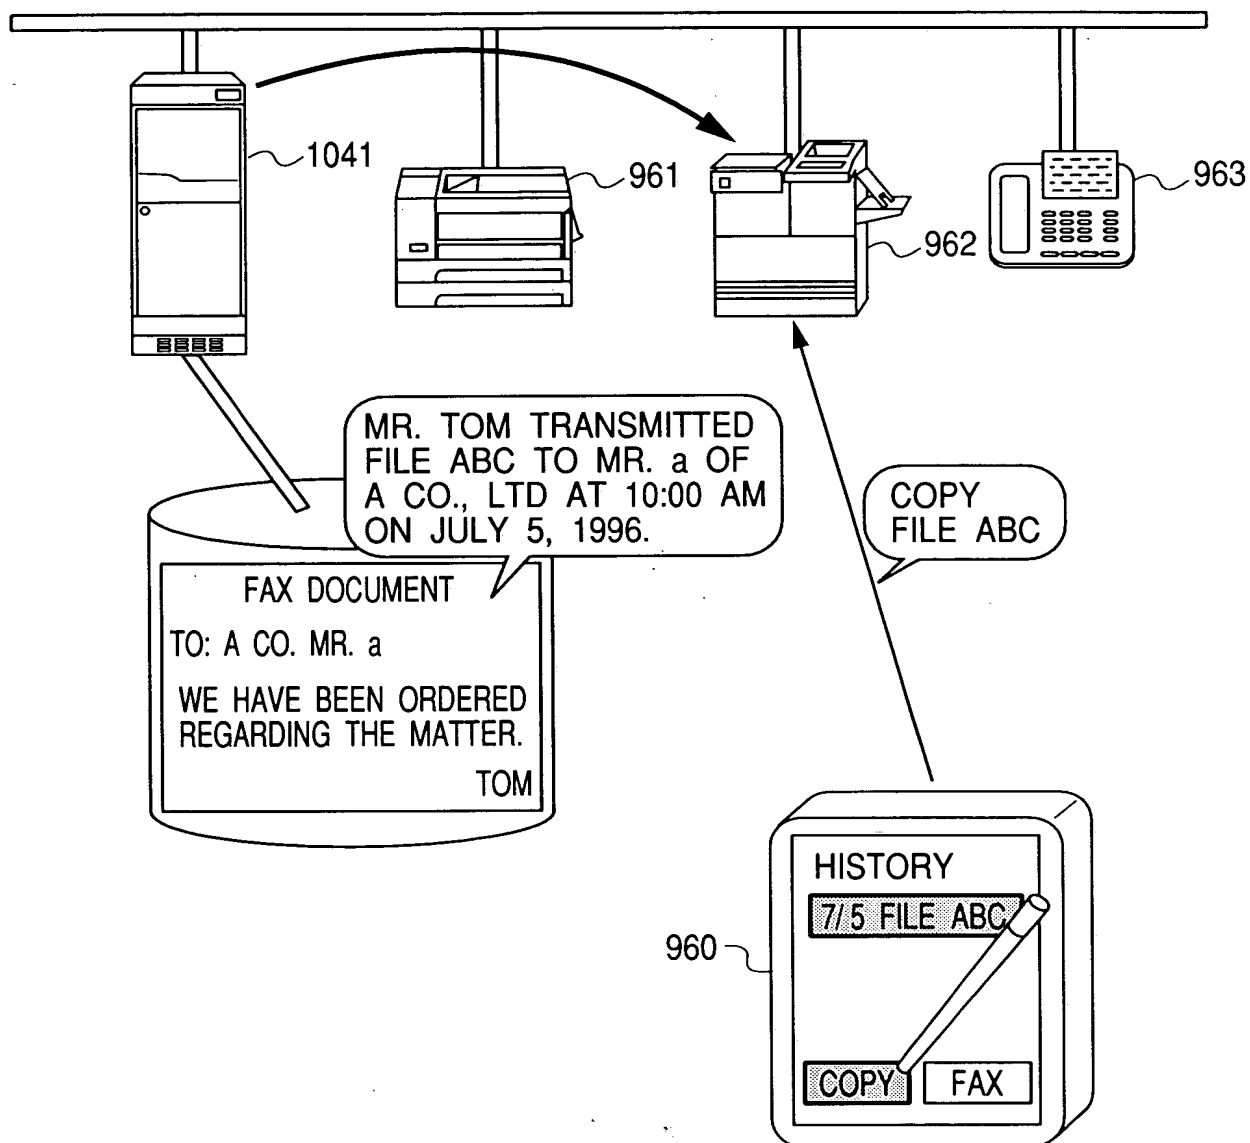 1041
961
962
963
MR. TOM TRANSMITTED
FILE ABC TO MR. a OF
A CO., LTD AT 10:00 AM
ON JULY 5, 1996.
COPY
FILE ABC
FAX DOCUMENT
TO: A CO. MR. a
WE HAVE BEEN ORDERED
REGARDING THE MATTER.
TOM
960
HISTORY
7/5 FILE ABC
COPY
FAX